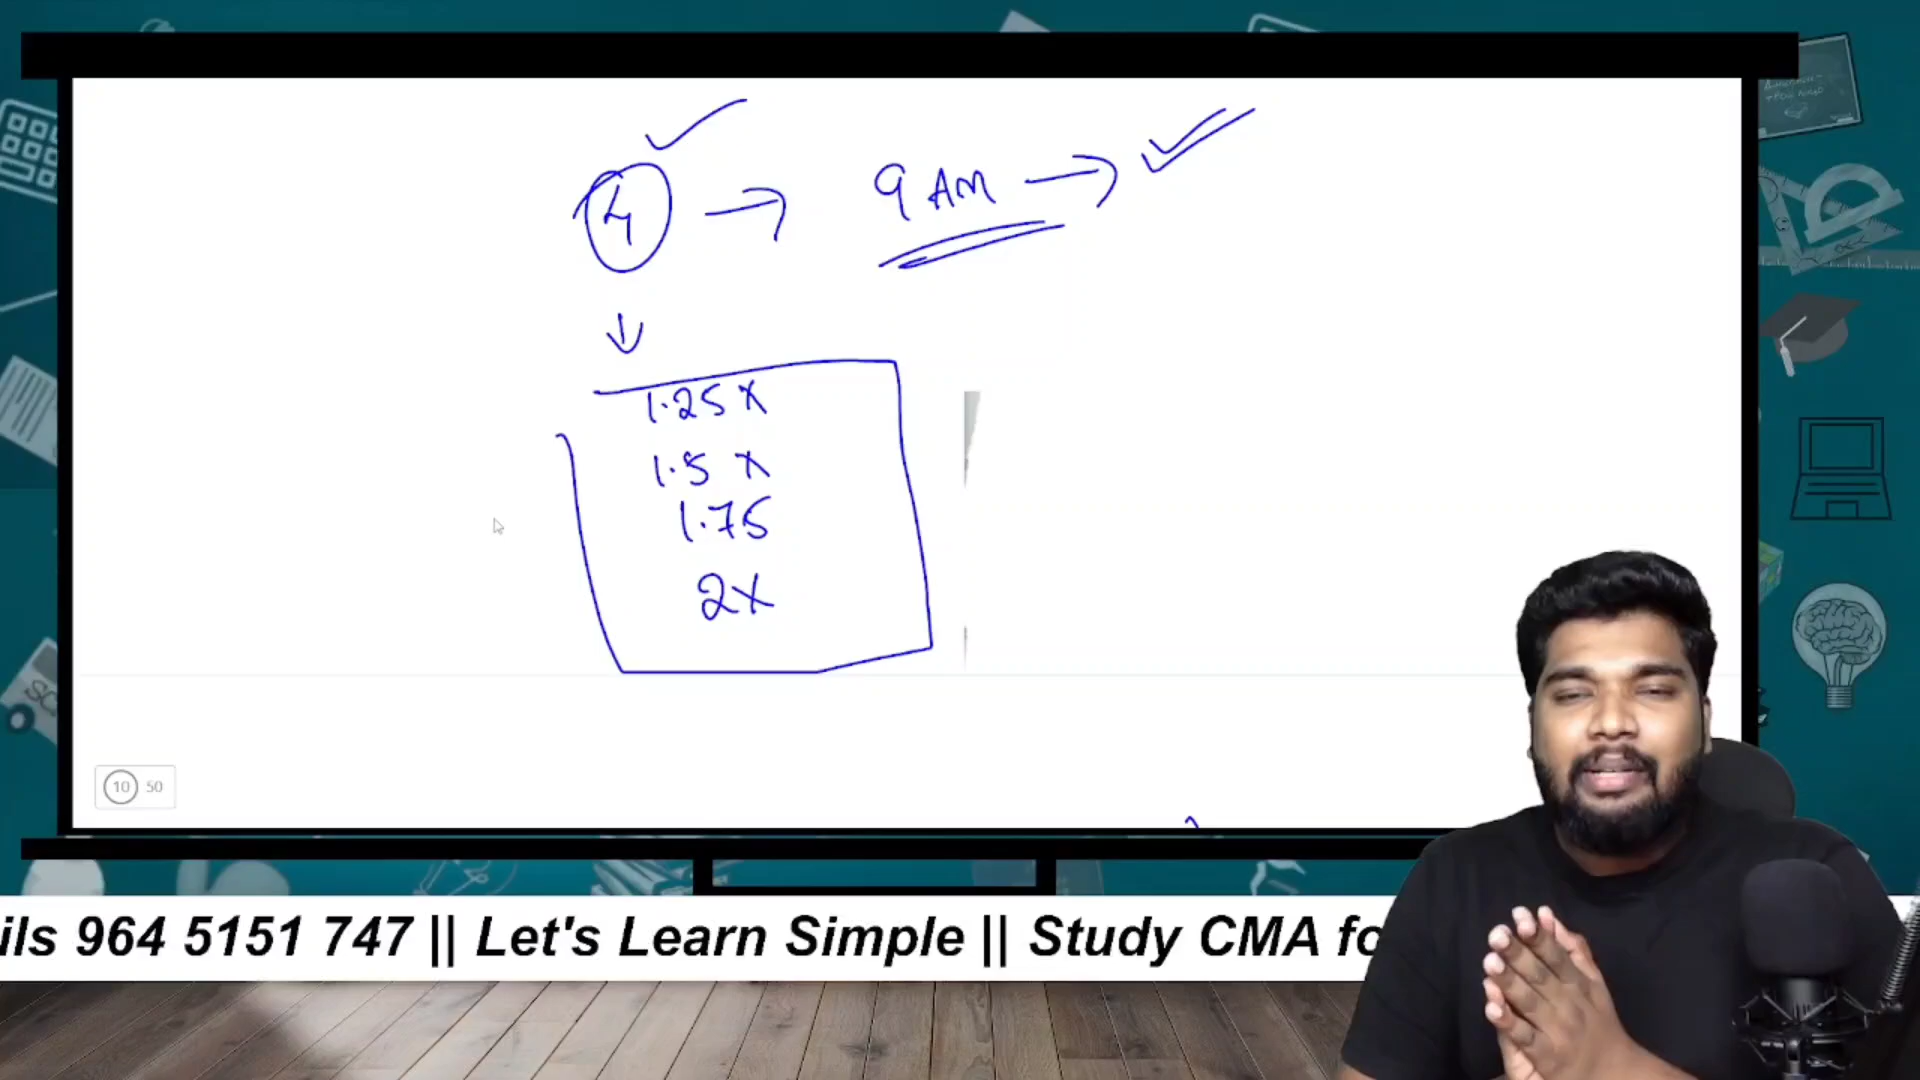 4 → 9 AM →
1.25 x
1.5 x
1.75
2x
10 50
ils 964 5151 747 || Let's Learn Simple || Study CMA fo